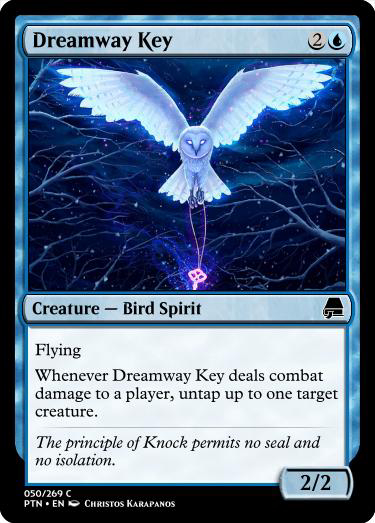 Dreamway Key 2
Creature — Bird Spirit
Flying
Whenever Dreamway Key deals combat
damage to a player, untap up to one target
creature.
The principle of Knock permits no seal and
no isolation.
2/2
050/269 C
PTN • EN Christos Karapanos